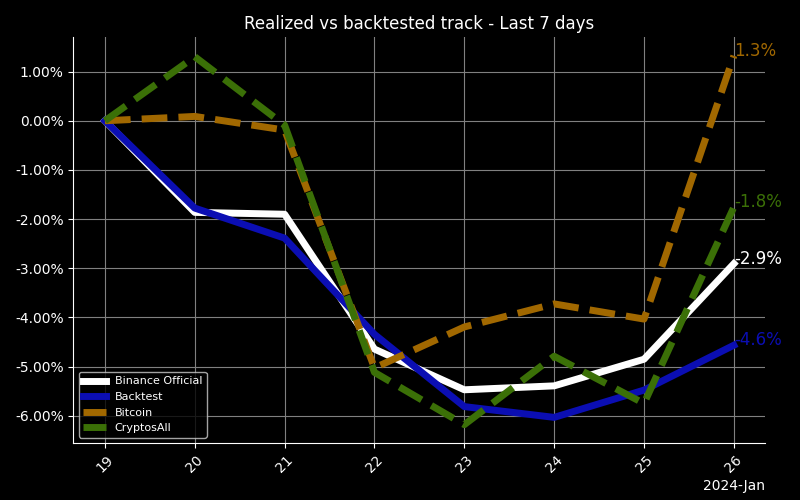 Realized vs backtested track - Last 7 days
1.00%
0.00%
-1.00%
-2.00%
-3.00%
-4.00%
-5.00%
-6.00%
1.3%
-1.8%
-2.9%
-4.6%
Binance Official
Backtest
Bitcoin
CryptosAll
19 20 21 22 23 24 25 26
2024-Jan